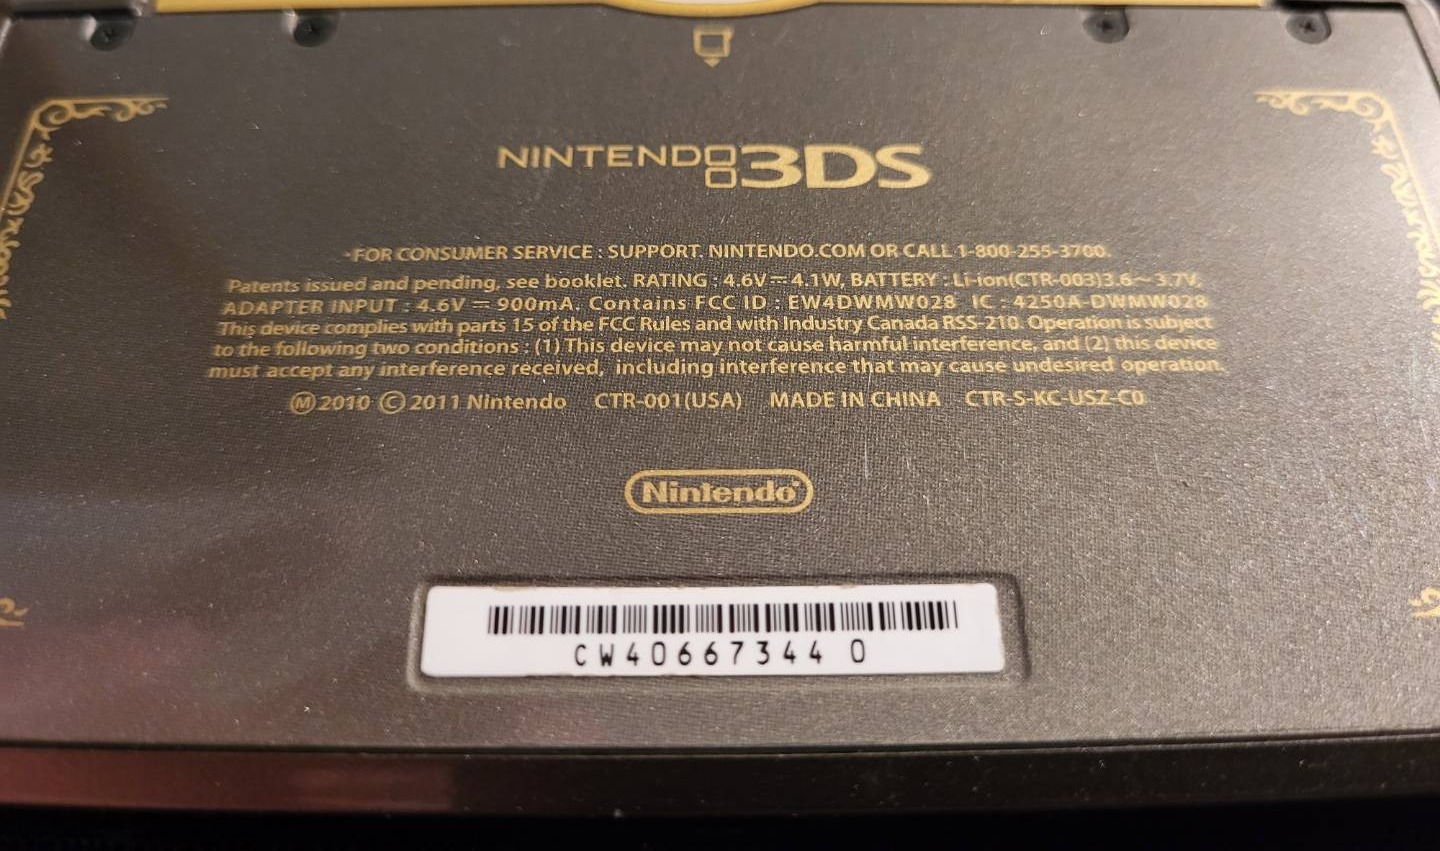 NINTENDO 3DS
•FOR CONSUMER SERVICE : SUPPORT. NINTENDO.COM OR CALL 1-800-255-3700.
Patents issued and pending, see booklet. RATING : 4.6V⎓4.1W, BATTERY : Li-ion(CTR-003)3.6~3.7V,
ADAPTER INPUT : 4.6V ⎓ 900mA. Contains FCC ID : EW4DWMW028 IC : 4250A-DWMW028
This device complies with parts 15 of the FCC Rules and with Industry Canada RSS-210. Operation is subject
to the following two conditions : (1) This device may not cause harmful interference, and (2) this device
must accept any interference received, including interference that may cause undesired operation.
Ⓜ2010 ©2011 Nintendo CTR-001(USA) MADE IN CHINA CTR-S-KC-USZ-C0
Nintendo®
CW40667344 0